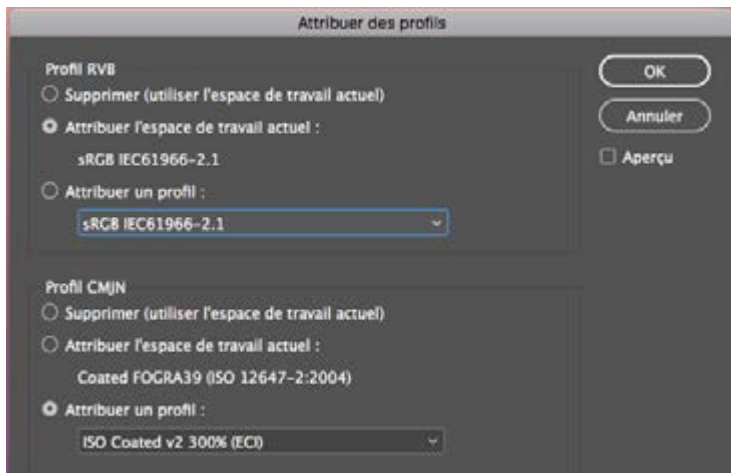 Attribuer des profils
Profil RVB
Supprimer (utiliser l'espace de travail actuel)
Attribuer l'espace de travail actuel :
sRGB IEC61966-2.1
Attribuer un profil :
sRGB IEC61966-2.1
OK
Annuler
Aperçu
Profil CMJN
Supprimer (utiliser l'espace de travail actuel)
Attribuer l'espace de travail actuel :
Coated FOGRA39 (ISO 12647-2:2004)
Attribuer un profil :
ISO Coated v2 300% (ECI)